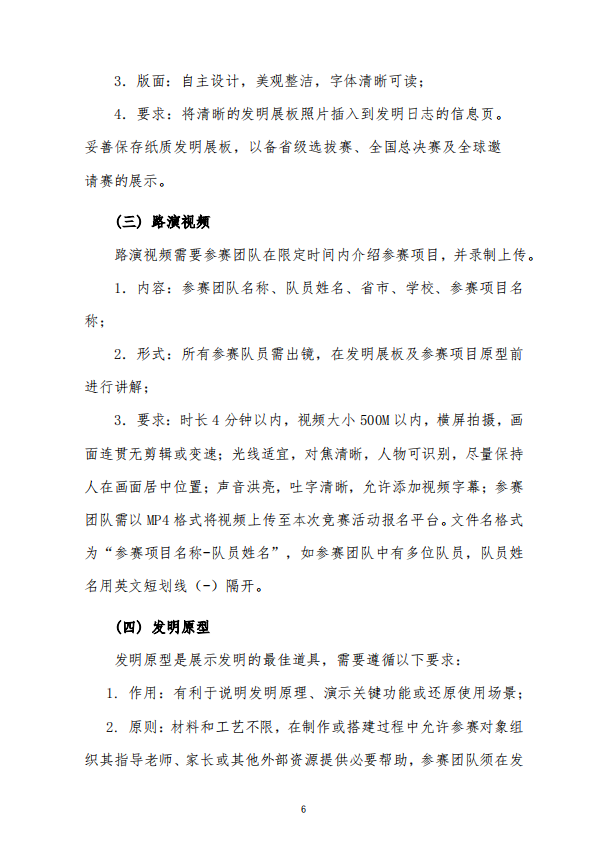 3．版面：自主设计，美观整洁，字体清晰可读；
4．要求：将清晰的发明展板照片插入到发明日志的信息页。
妥善保存纸质发明展板，以备省级选拔赛、全国总决赛及全球邀
请赛的展示。
（三）路演视频
路演视频需要参赛团队在限定时间内介绍参赛项目，并录制上传。
1．内容：参赛团队名称、队员姓名、省市、学校、参赛项目名
称；
2．形式：所有参赛队员需出镜，在发明展板及参赛项目原型前
进行讲解；
3．要求：时长 4 分钟以内，视频大小 500M 以内，横屏拍摄，画
面连贯无剪辑或变速；光线适宜，对焦清晰，人物可识别，尽量保持
人在画面居中位置；声音洪亮，吐字清晰，允许添加视频字幕；参赛
团队需以 MP4 格式将视频上传至本次竞赛活动报名平台。文件名格式
为“参赛项目名称-队员姓名”，如参赛团队中有多位队员，队员姓
名用英文短划线（-）隔开。
（四）发明原型
发明原型是展示发明的最佳道具，需要遵循以下要求：
1. 作用：有利于说明发明原理、演示关键功能或还原使用场景；
2. 原则：材料和工艺不限，在制作或搭建过程中允许参赛对象组
织其指导老师、家长或其他外部资源提供必要帮助，参赛团队须在发
6